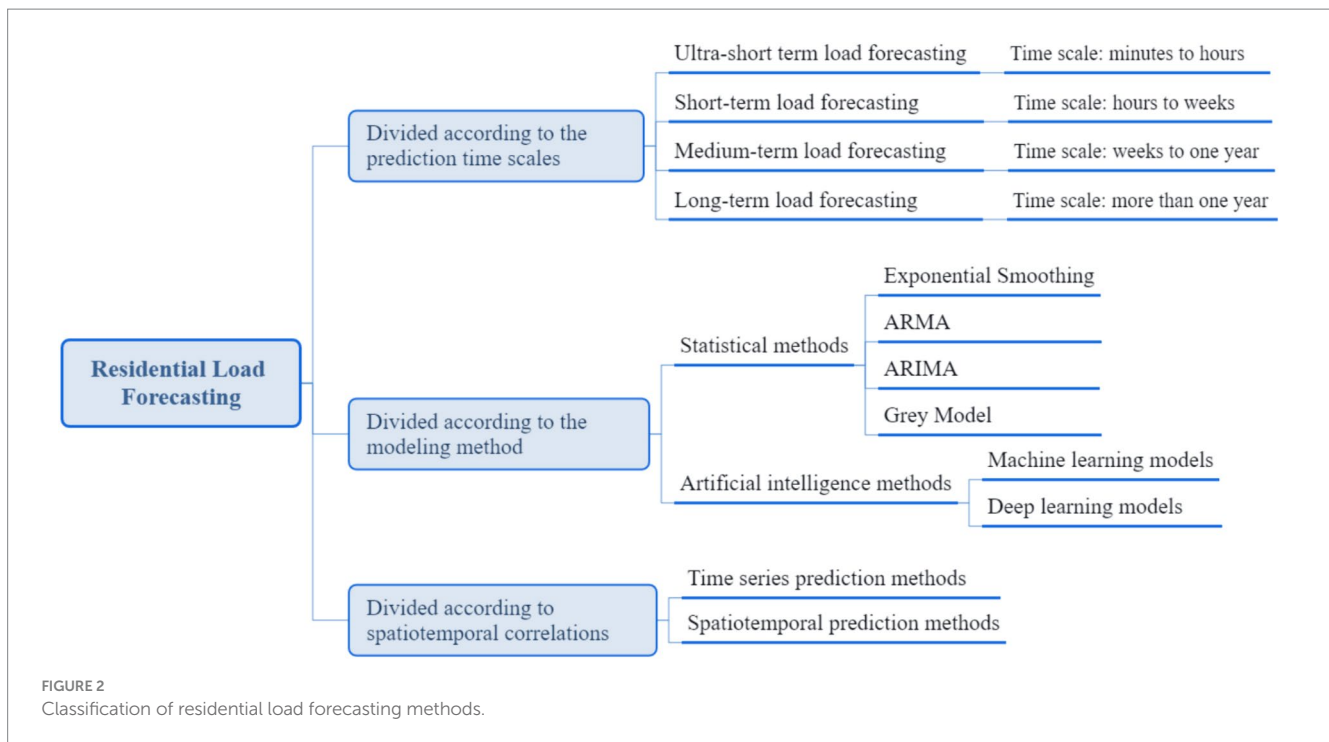 Residential Load
Forecasting
Divided according to the
prediction time scales
Ultra-short term load forecasting
Time scale: minutes to hours
Short-term load forecasting
Time scale: hours to weeks
Medium-term load forecasting
Time scale: weeks to one year
Long-term load forecasting
Time scale: more than one year
Divided according to the
modeling method
Statistical methods
Exponential Smoothing
ARMA
ARIMA
Grey Model
Artificial intelligence methods
Machine learning models
Deep learning models
Divided according to
spatiotemporal correlations
Time series prediction methods
Spatiotemporal prediction methods
FIGURE 2
Classification of residential load forecasting methods.